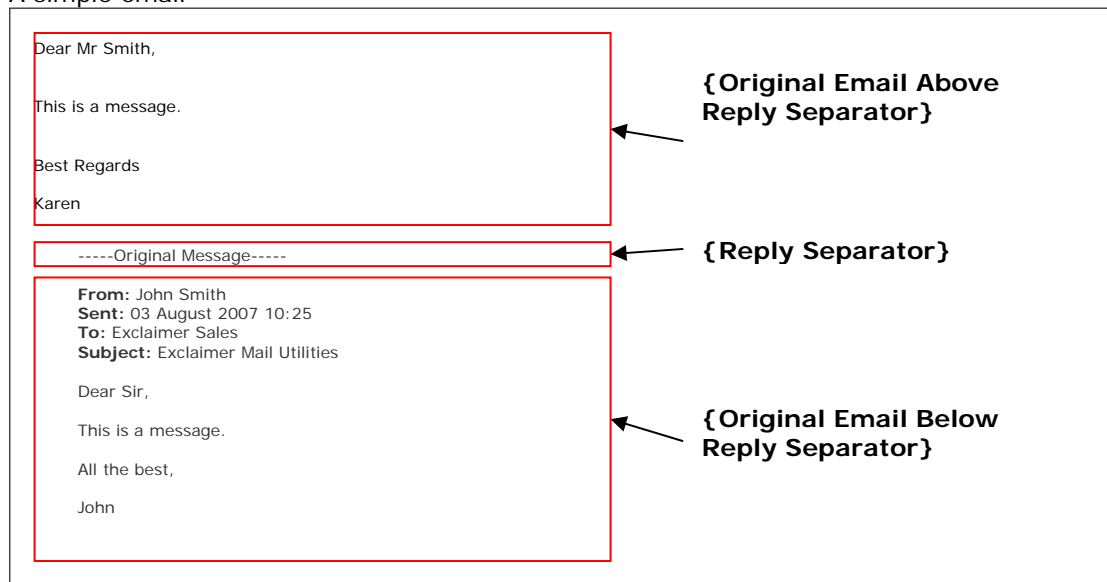 A simple email
Dear Mr Smith,
{Original Email Above
Reply Separator}
This is a message.
Best Regards
Karen
-----Original Message-----
{Reply Separator}
From: John Smith
Sent: 03 August 2007 10:25
To: Exclaimer Sales
Subject: Exclaimer Mail Utilities
Dear Sir,
This is a message.
All the best,
John
{Original Email Below
Reply Separator}